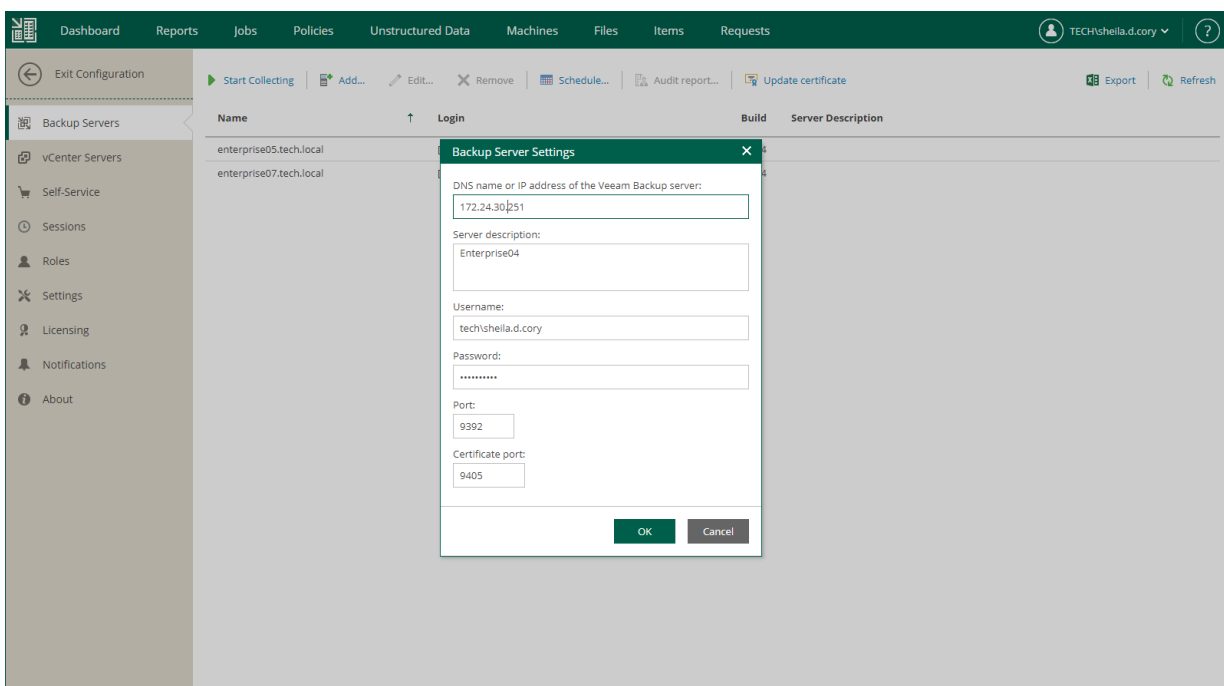 Dashboard Reports Jobs Policies Unstructured Data Machines Files Items Requests TECH\sheila.d.cory ?
Exit Configuration
Start Collecting Add... Edit... Remove Schedule... Audit report... Update certificate Export Refresh
Backup Servers
vCenter Servers
Self-Service
Sessions
Roles
Settings
Licensing
Notifications
About
Name ↑ Login Build Server Description
enterprise05.tech.local
enterprise07.tech.local
Backup Server Settings
DNS name or IP address of the Veeam Backup server:
172.24.30.251
Server description:
Enterprise04
Username:
tech\sheila.d.cory
Password:
••••••••••
Port:
9392
Certificate port:
9405
OK Cancel